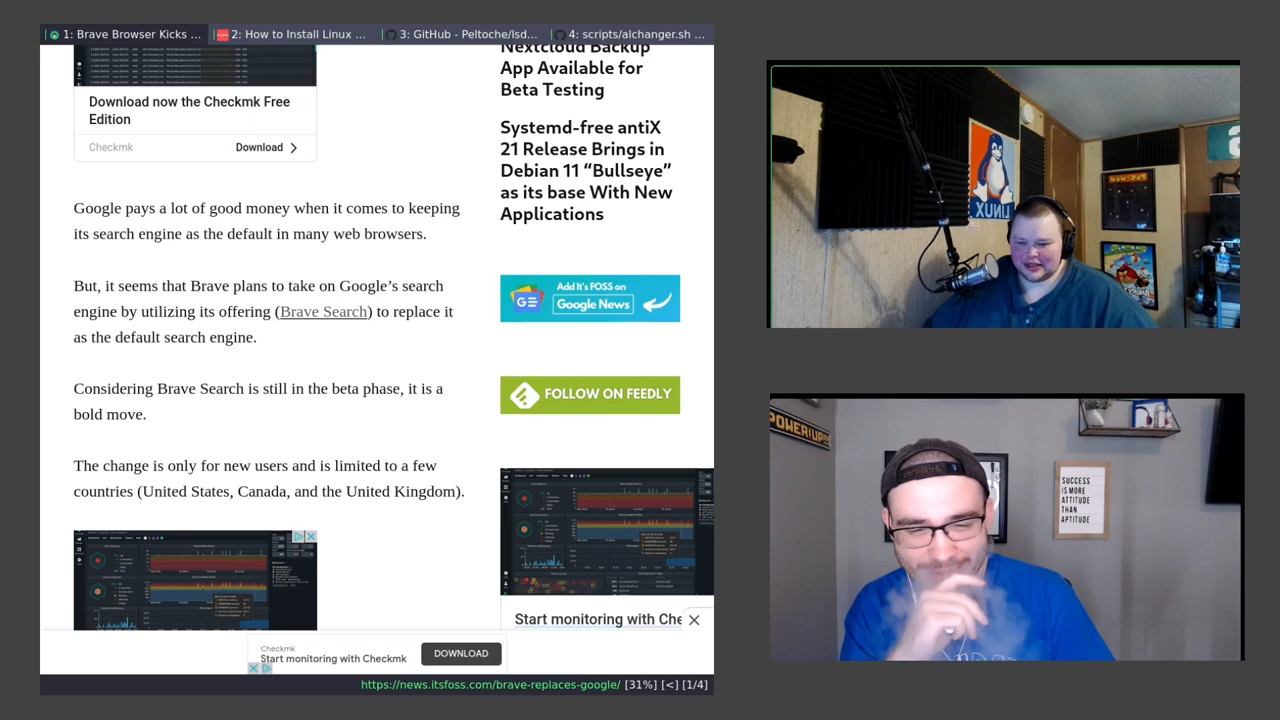 1: Brave Browser Kicks ...
2: How to Install Linux ...
3: GitHub - Peltoche/lsd...
4: scripts/alchanger.sh ...
Download now the Checkmk Free
Edition
Checkmk
Download
Google pays a lot of good money when it comes to keeping
its search engine as the default in many web browsers.
But, it seems that Brave plans to take on Google’s search
engine by utilizing its offering (Brave Search) to replace it
as the default search engine.
Considering Brave Search is still in the beta phase, it is a
bold move.
The change is only for new users and is limited to a few
countries (United States, Canada, and the United Kingdom).
Nextcloud Backup
App Available for
Beta Testing
Systemd-free antiX
21 Release Brings in
Debian 11 “Bullseye”
as its base With New
Applications
Add It's FOSS on
Google News
FOLLOW ON FEEDLY
Start monitoring with Che
Checkmk
Start monitoring with Checkmk
DOWNLOAD
https://news.itsfoss.com/brave-replaces-google/ [31%] [<] [1/4]
LINUX
POWER UP!
SUCCESS
IS MORE
ATTITUDE
THAN
APTITUDE